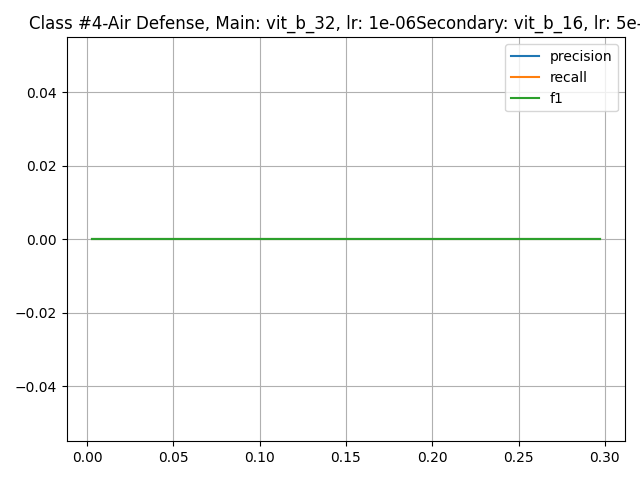 Class #4-Air Defense, Main: vit_b_32, lr: 1e-06Secondary: vit_b_16, lr: 5e-
precision
recall
f1
0.04
0.02
0.00
−0.02
−0.04
0.00 0.05 0.10 0.15 0.20 0.25 0.30